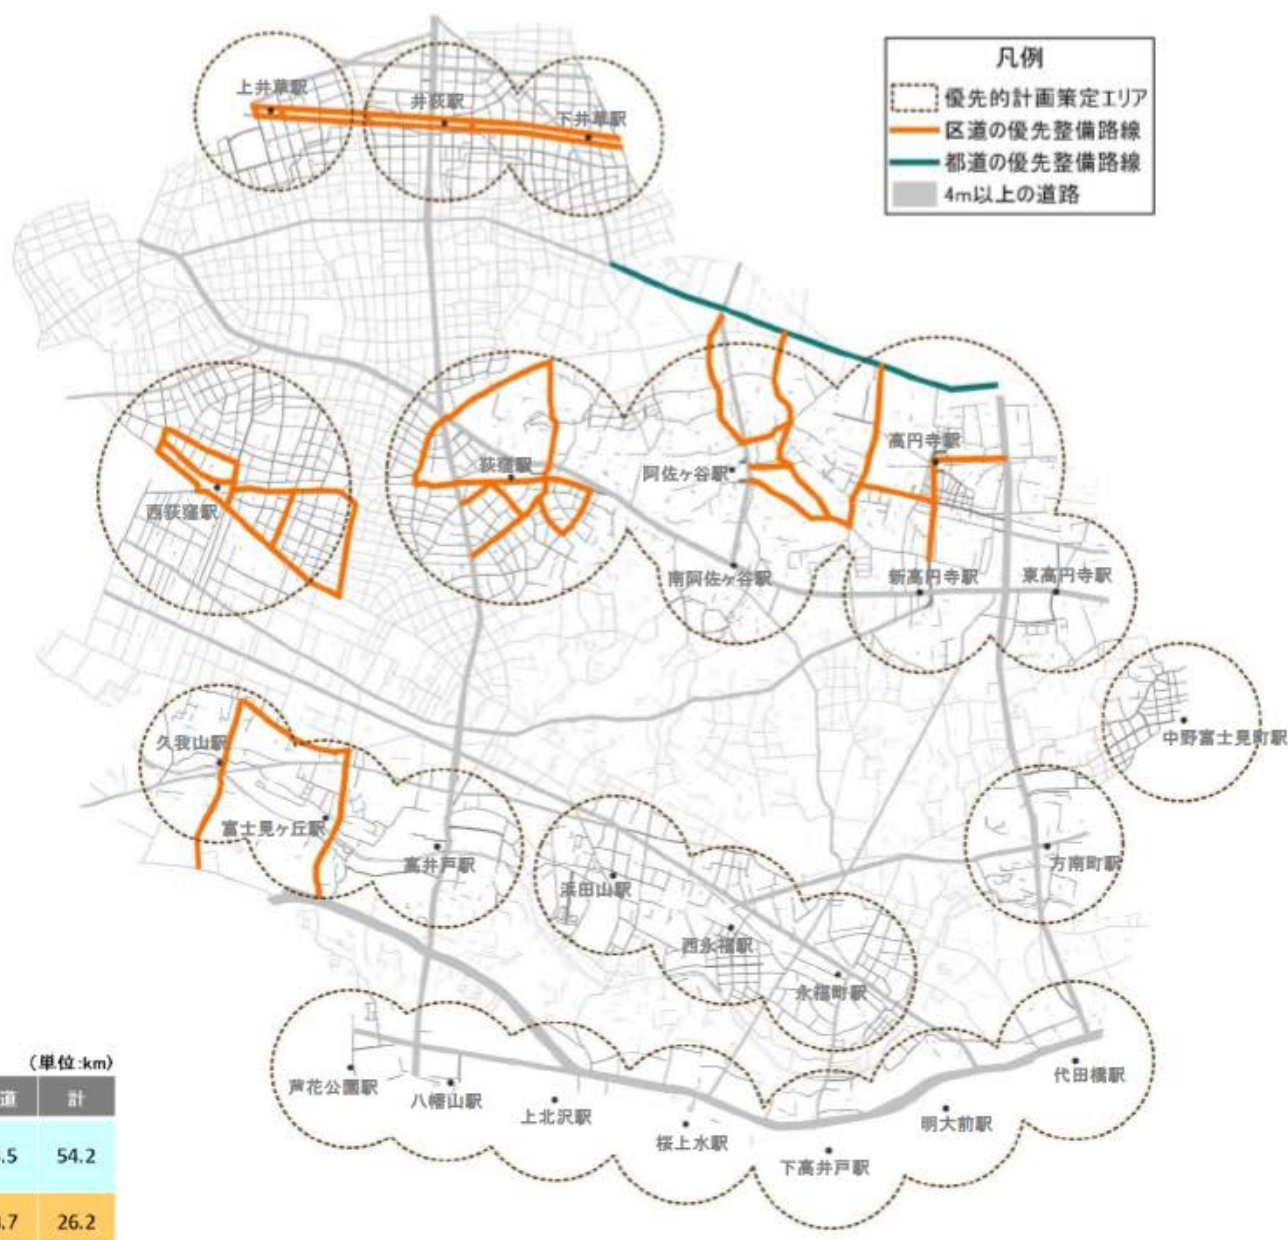 凡例
優先的計画策定エリア
区道の優先整備路線
都道の優先整備路線
4m以上の道路
上井草駅
井荻駅
下井草駅
高円寺駅
荻窪駅
阿佐ヶ谷駅
西荻窪駅
南阿佐ヶ谷駅
新高円寺駅
東高円寺駅
中野富士見町駅
久我山駅
富士見ヶ丘駅
高井戸駅
方南町駅
浜田山駅
西永福駅
永福町駅
芦花公園駅
八幡山駅
上北沢駅
桜上水駅
下高井戸駅
明大前駅
代田橋駅
(単位:km)
道 計
.5 54.2
.7 26.2